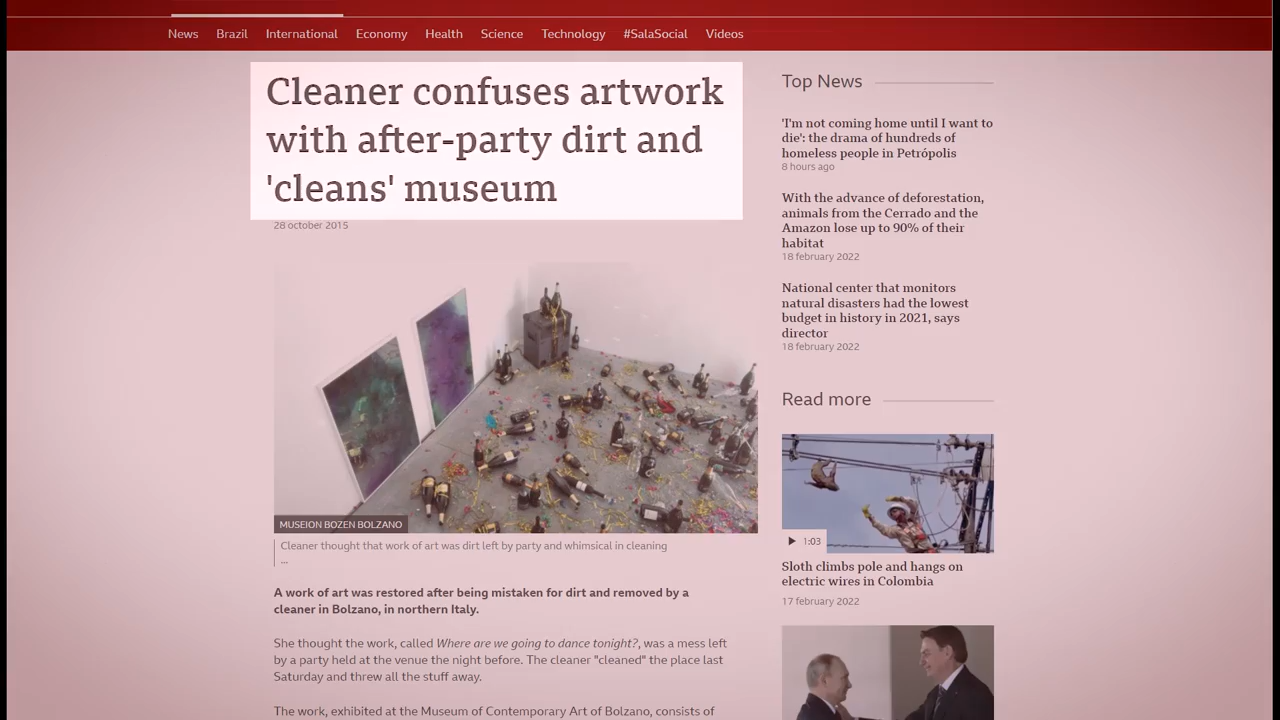 News Brazil International Economy Health Science Technology #SalaSocial Videos
Cleaner confuses artwork
with after-party dirt and
'cleans' museum
28 october 2015
MUSEION BOZEN BOLZANO
Cleaner thought that work of art was dirt left by party and whimsical in cleaning
...
A work of art was restored after being mistaken for dirt and removed by a
cleaner in Bolzano, in northern Italy.
She thought the work, called Where are we going to dance tonight?, was a mess left
by a party held at the venue the night before. The cleaner "cleaned" the place last
Saturday and threw all the stuff away.
The work, exhibited at the Museum of Contemporary Art of Bolzano, consists of
Top News
'I'm not coming home until I want to
die': the drama of hundreds of
homeless people in Petrópolis
8 hours ago
With the advance of deforestation,
animals from the Cerrado and the
Amazon lose up to 90% of their
habitat
18 february 2022
National center that monitors
natural disasters had the lowest
budget in history in 2021, says
director
18 february 2022
Read more
1:03
Sloth climbs pole and hangs on
electric wires in Colombia
17 february 2022